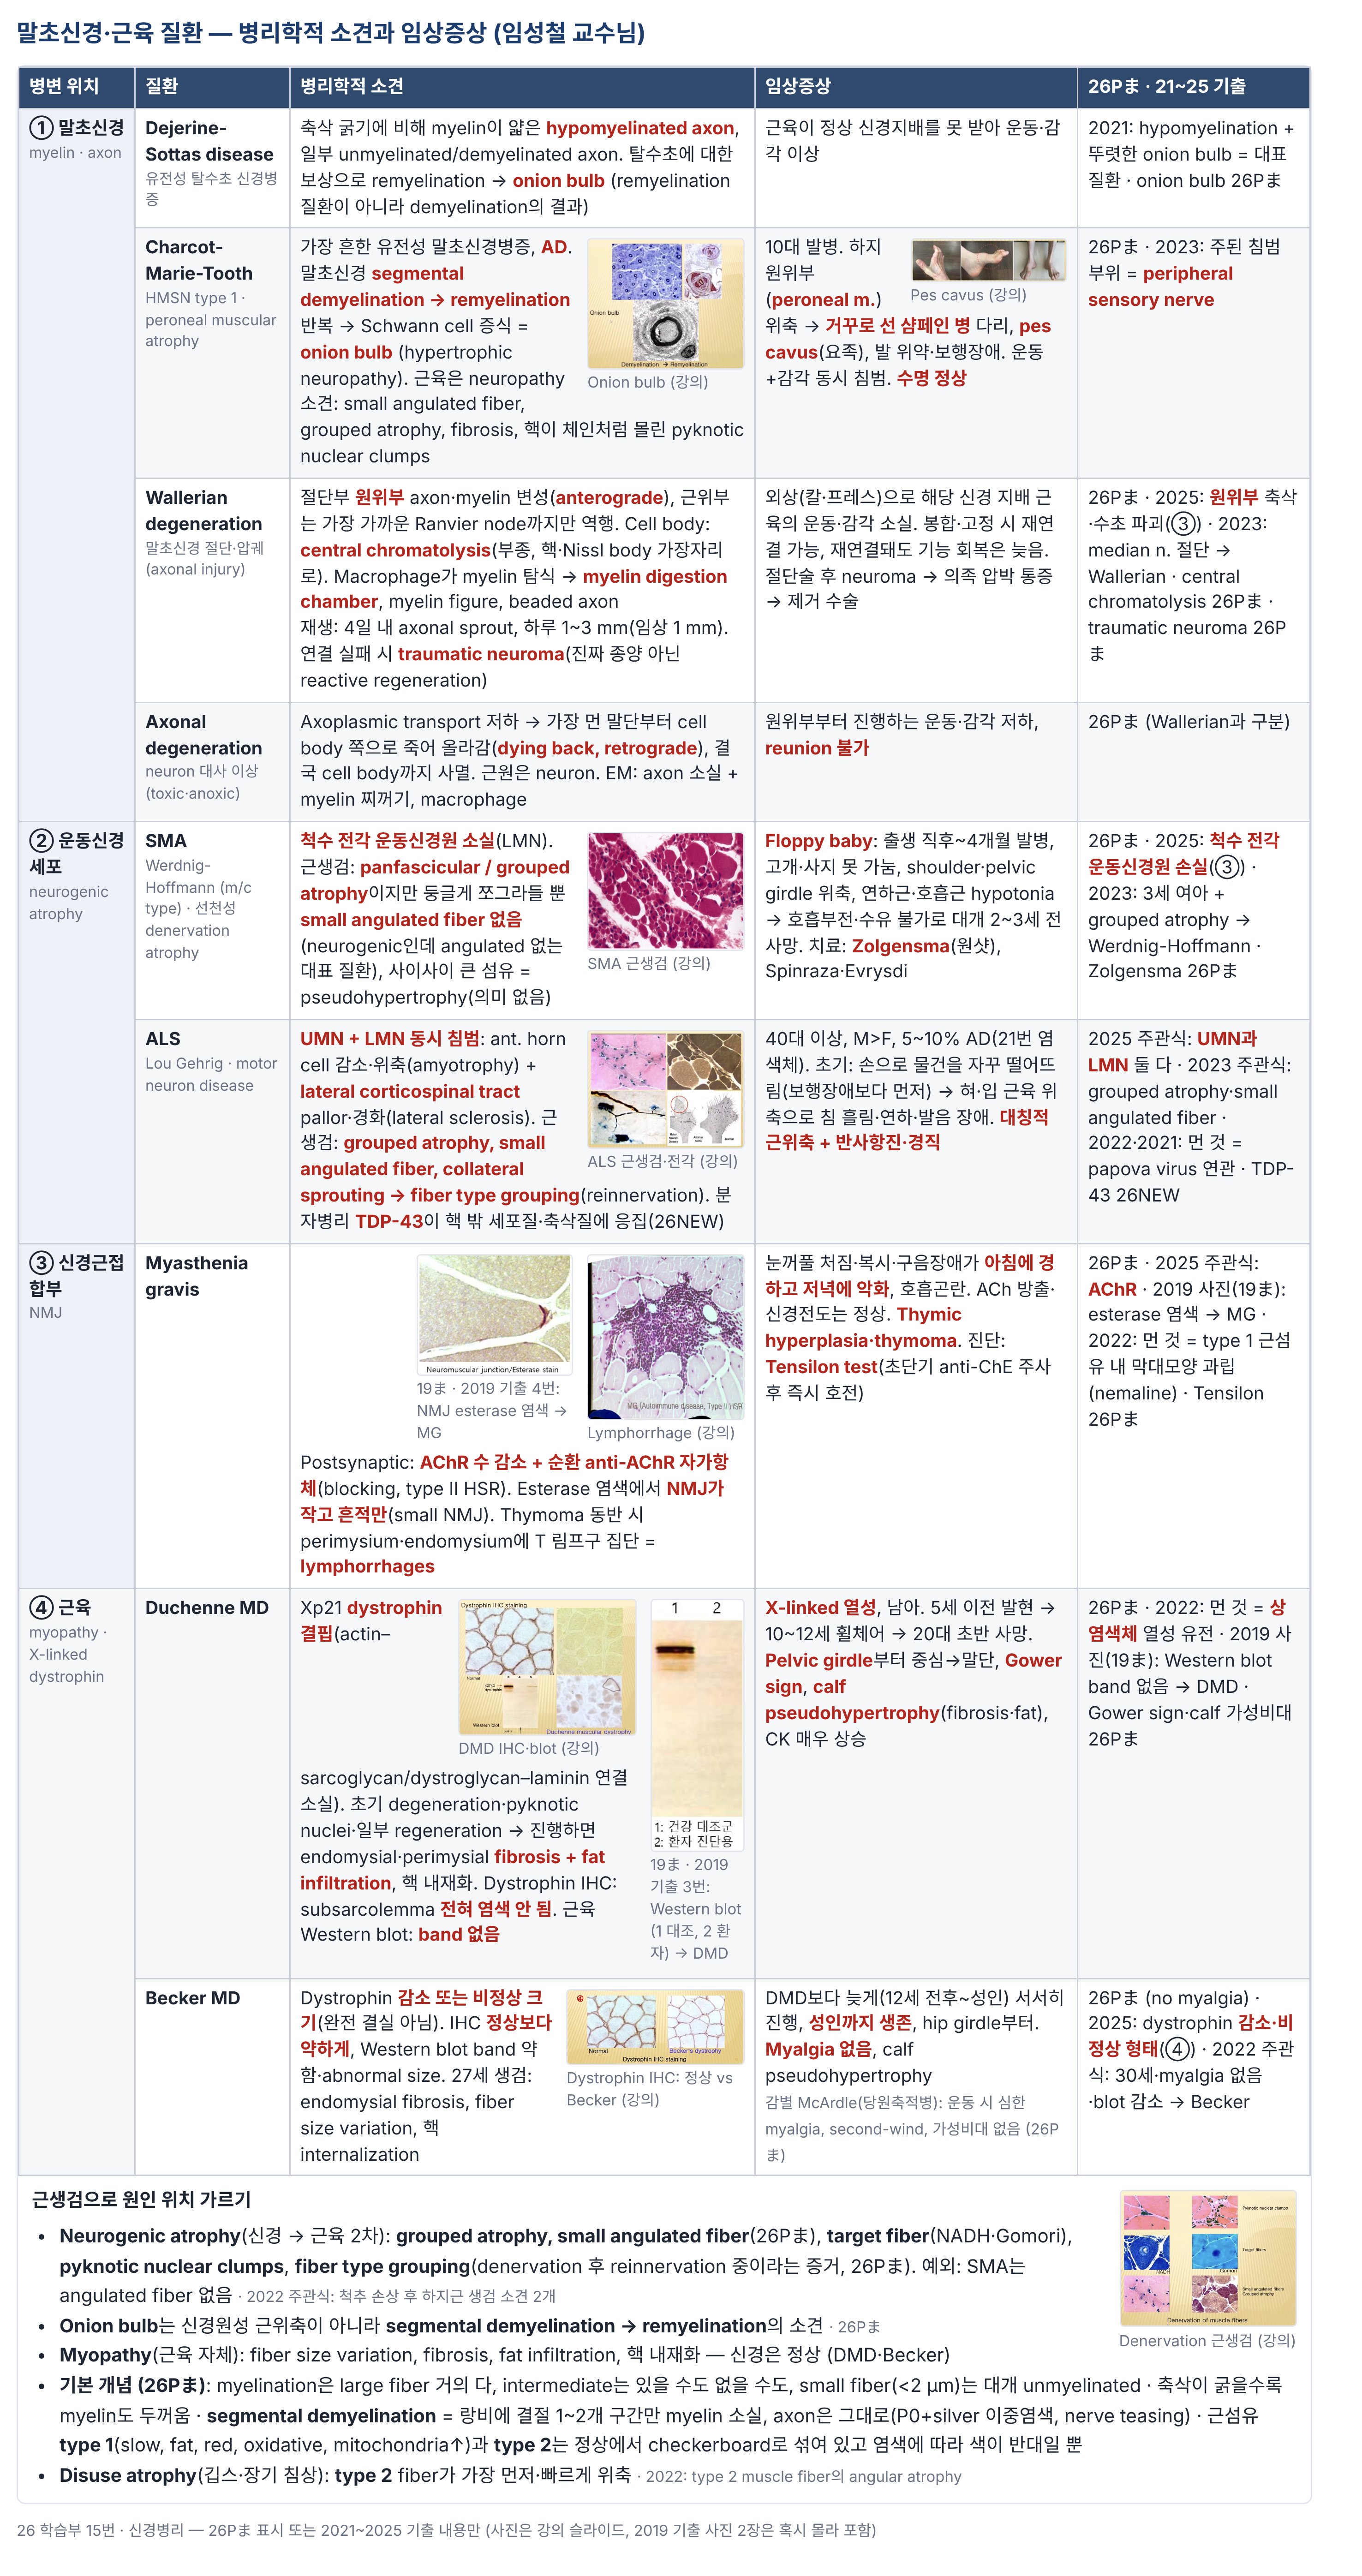 말초신경·근육 질환 — 병리학적 소견과 임상증상 (임성철 교수님)
병변 위치 질환 병리학적 소견 임상증상 26Pま · 21~25 기출
① 말초신경
myelin · axon
Dejerine-
Sottas disease
유전성 탈수초 신경병
증
축삭 굵기에 비해 myelin이 얇은 hypomyelinated axon,
일부 unmyelinated/demyelinated axon. 탈수초에 대한
보상으로 remyelination → onion bulb (remyelination
질환이 아니라 demyelination의 결과)
근육이 정상 신경지배를 못 받아 운동·감
각 이상
2021: hypomyelination +
뚜렷한 onion bulb = 대표
질환 · onion bulb 26Pま
Charcot-
Marie-Tooth
HMSN type 1 ·
peroneal muscular
atrophy
가장 흔한 유전성 말초신경병증, AD.
말초신경 segmental
demyelination → remyelination
반복 → Schwann cell 증식 =
onion bulb (hypertrophic
neuropathy). 근육은 neuropathy
소견: small angulated fiber,
grouped atrophy, fibrosis, 핵이 체인처럼 몰린 pyknotic
nuclear clumps
Onion bulb
Demyelination → Remyelination
Onion bulb (강의)
10대 발병. 하지
원위부
(peroneal m.)
위축 → 거꾸로 선 샴페인 병 다리, pes
cavus(요족), 발 위약·보행장애. 운동
+감각 동시 침범. 수명 정상
Pes cavus (강의)
26Pま · 2023: 주된 침범
부위 = peripheral
sensory nerve
Wallerian
degeneration
말초신경 절단·압궤
(axonal injury)
절단부 원위부 axon·myelin 변성(anterograde), 근위부
는 가장 가까운 Ranvier node까지만 역행. Cell body:
central chromatolysis(부종, 핵·Nissl body 가장자리
로). Macrophage가 myelin 탐식 → myelin digestion
chamber, myelin figure, beaded axon
재생: 4일 내 axonal sprout, 하루 1~3 mm(임상 1 mm).
연결 실패 시 traumatic neuroma(진짜 종양 아닌
reactive regeneration)
외상(칼·프레스)으로 해당 신경 지배 근
육의 운동·감각 소실. 봉합·고정 시 재연
결 가능, 재연결돼도 기능 회복은 늦음.
절단술 후 neuroma → 의족 압박 통증
→ 제거 수술
26Pま · 2025: 원위부 축삭
·수초 파괴(③) · 2023:
median n. 절단 →
Wallerian · central
chromatolysis 26Pま ·
traumatic neuroma 26P
ま
Axonal
degeneration
neuron 대사 이상
(toxic·anoxic)
Axoplasmic transport 저하 → 가장 먼 말단부터 cell
body 쪽으로 죽어 올라감(dying back, retrograde), 결
국 cell body까지 사멸. 근원은 neuron. EM: axon 소실 +
myelin 찌꺼기, macrophage
원위부부터 진행하는 운동·감각 저하,
reunion 불가
26Pま (Wallerian과 구분)
② 운동신경
세포
neurogenic
atrophy
SMA
Werdnig-
Hoffmann (m/c
type) · 선천성
denervation
atrophy
척수 전각 운동신경원 소실(LMN).
근생검: panfascicular / grouped
atrophy이지만 둥글게 쪼그라들 뿐
small angulated fiber 없음
(neurogenic인데 angulated 없는
대표 질환), 사이사이 큰 섬유 =
pseudohypertrophy(의미 없음)
SMA 근생검 (강의)
Floppy baby: 출생 직후~4개월 발병,
고개·사지 못 가눔, shoulder·pelvic
girdle 위축, 연하근·호흡근 hypotonia
→ 호흡부전·수유 불가로 대개 2~3세 전
사망. 치료: Zolgensma(원샷),
Spinraza·Evrysdi
26Pま · 2025: 척수 전각
운동신경원 손실(③) ·
2023: 3세 여아 +
grouped atrophy →
Werdnig-Hoffmann ·
Zolgensma 26Pま
ALS
Lou Gehrig · motor
neuron disease
UMN + LMN 동시 침범: ant. horn
cell 감소·위축(amyotrophy) +
lateral corticospinal tract
pallor·경화(lateral sclerosis). 근
생검: grouped atrophy, small
angulated fiber, collateral
sprouting → fiber type grouping(reinnervation). 분
자병리 TDP-43이 핵 밖 세포질·축삭질에 응집(26NEW)
ALS 근생검·전각 (강의)
40대 이상, M>F, 5~10% AD(21번 염
색체). 초기: 손으로 물건을 자꾸 떨어뜨
림(보행장애보다 먼저) → 혀·입 근육 위
축으로 침 흘림·연하·발음 장애. 대칭적
근위축 + 반사항진·경직
2025 주관식: UMN과
LMN 둘 다 · 2023 주관식:
grouped atrophy·small
angulated fiber ·
2022·2021: 먼 것 =
papova virus 연관 · TDP-
43 26NEW
③ 신경근접
합부
NMJ
Myasthenia
gravis
Neuromuscular junction/Esterase stain
19ま · 2019 기출 4번:
NMJ esterase 염색 →
MG
MG (Autoimmune disease, Type II HSR
Lymphorrhage (강의)
Postsynaptic: AChR 수 감소 + 순환 anti-AChR 자가항
체(blocking, type II HSR). Esterase 염색에서 NMJ가
작고 흔적만(small NMJ). Thymoma 동반 시
perimysium·endomysium에 T 림프구 집단 =
lymphorrhages
눈꺼풀 처짐·복시·구음장애가 아침에 경
하고 저녁에 악화, 호흡곤란. ACh 방출·
신경전도는 정상. Thymic
hyperplasia·thymoma. 진단:
Tensilon test(초단기 anti-ChE 주사
후 즉시 호전)
26Pま · 2025 주관식:
AChR · 2019 사진(19ま):
esterase 염색 → MG ·
2022: 먼 것 = type 1 근섬
유 내 막대모양 과립
(nemaline) · Tensilon
26Pま
④ 근육
myopathy ·
X-linked
dystrophin
Duchenne MD
Xp21 dystrophin
결핍(actin–
Dystrophin IHC staining
Normal
dystrophin
Western blot
Duchenne muscular dystrophy
DMD IHC·blot (강의)
1 2
1: 건강 대조군
2: 환자 진단용
19ま · 2019
기출 3번:
Western blot
(1 대조, 2 환
자) → DMD
sarcoglycan/dystroglycan–laminin 연결
소실). 초기 degeneration·pyknotic
nuclei·일부 regeneration → 진행하면
endomysial·perimysial fibrosis + fat
infiltration, 핵 내재화. Dystrophin IHC:
subsarcolemma 전혀 염색 안 됨. 근육
Western blot: band 없음
X-linked 열성, 남아. 5세 이전 발현 →
10~12세 휠체어 → 20대 초반 사망.
Pelvic girdle부터 중심→말단, Gower
sign, calf
pseudohypertrophy(fibrosis·fat),
CK 매우 상승
26Pま · 2022: 먼 것 = 상
염색체 열성 유전 · 2019 사
진(19ま): Western blot
band 없음 → DMD ·
Gower sign·calf 가성비대
26Pま
Becker MD
Dystrophin 감소 또는 비정상 크
기(완전 결실 아님). IHC 정상보다
약하게, Western blot band 약
함·abnormal size. 27세 생검:
endomysial fibrosis, fiber
size variation, 핵
internalization
Normal Becker's dystrophy
Dystrophin IHC staining
Dystrophin IHC: 정상 vs
Becker (강의)
DMD보다 늦게(12세 전후~성인) 서서히
진행, 성인까지 생존, hip girdle부터.
Myalgia 없음, calf
pseudohypertrophy
감별 McArdle(당원축적병): 운동 시 심한
myalgia, second-wind, 가성비대 없음 (26P
ま)
26Pま (no myalgia) ·
2025: dystrophin 감소·비
정상 형태(④) · 2022 주관
식: 30세·myalgia 없음
·blot 감소 → Becker
근생검으로 원인 위치 가르기
• Neurogenic atrophy(신경 → 근육 2차): grouped atrophy, small angulated fiber(26Pま), target fiber(NADH·Gomori),
pyknotic nuclear clumps, fiber type grouping(denervation 후 reinnervation 중이라는 증거, 26Pま). 예외: SMA는
angulated fiber 없음 · 2022 주관식: 척추 손상 후 하지근 생검 소견 2개
• Onion bulb는 신경원성 근위축이 아니라 segmental demyelination → remyelination의 소견 · 26Pま
• Myopathy(근육 자체): fiber size variation, fibrosis, fat infiltration, 핵 내재화 — 신경은 정상 (DMD·Becker)
• 기본 개념 (26Pま): myelination은 large fiber 거의 다, intermediate는 있을 수도 없을 수도, small fiber(<2 μm)는 대개 unmyelinated · 축삭이 굵을수록
myelin도 두꺼움 · segmental demyelination = 랑비에 결절 1~2개 구간만 myelin 소실, axon은 그대로(P0+silver 이중염색, nerve teasing) · 근섬유
type 1(slow, fat, red, oxidative, mitochondria↑)과 type 2는 정상에서 checkerboard로 섞여 있고 염색에 따라 색이 반대일 뿐
• Disuse atrophy(깁스·장기 침상): type 2 fiber가 가장 먼저·빠르게 위축 · 2022: type 2 muscle fiber의 angular atrophy
Pyknotic nuclear clumps
Target fibers
NADH Gomori
Small angulated fibers
Grouped atrophy
Denervation of muscle fibers
Denervation 근생검 (강의)
26 학습부 15번 · 신경병리 — 26Pま 표시 또는 2021~2025 기출 내용만 (사진은 강의 슬라이드, 2019 기출 사진 2장은 혹시 몰라 포함)